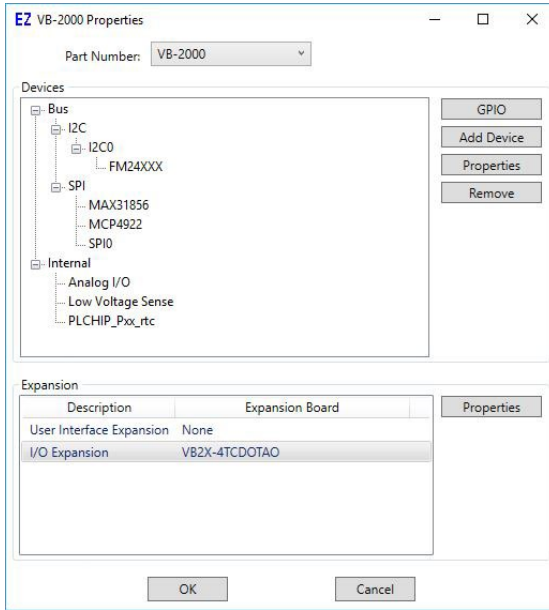 EZ VB-2000 Properties
Part Number: VB-2000
Devices
Bus
I2C
I2C0
FM24XXX
SPI
MAX31856
MCP4922
SPI0
Internal
Analog I/O
Low Voltage Sense
PLCHIP_Pxx_rtc
GPIO
Add Device
Properties
Remove
Expansion
Description Expansion Board
User Interface Expansion None
I/O Expansion VB2X-4TCDOTAO
Properties
OK Cancel